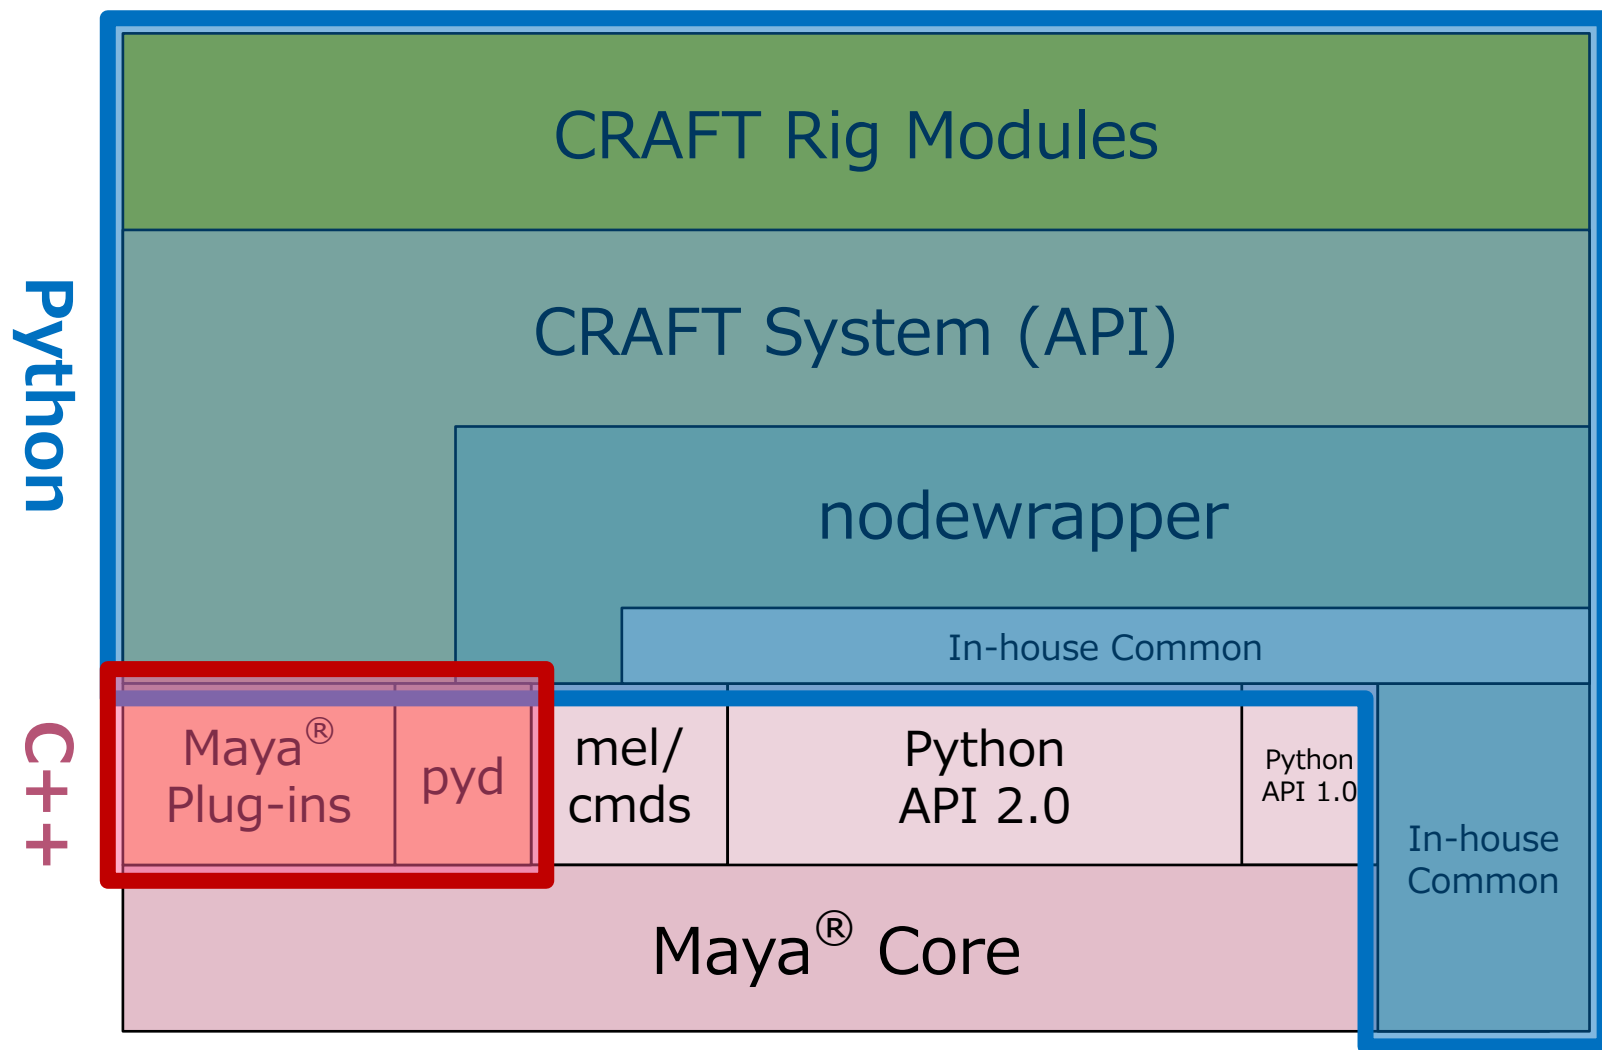 CRAFT Rig Modules
CRAFT System (API)
Python
nodewrapper
In-house Common
C++
Maya®
Plug-ins
pyd
mel/
cmds
Python
API 2.0
Python
API 1.0
In-house
Common
Maya® Core